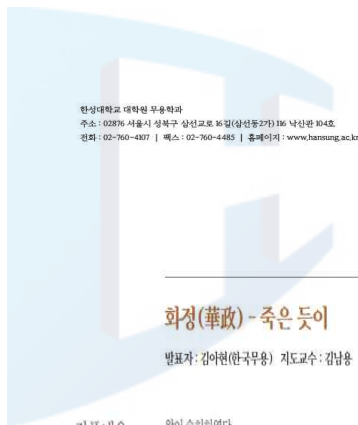 한성대학교 대학원 무용학과
주소 : 02876 서울시 성북구 삼선교로 16길(삼선동2가) 116 낙산관 104호
전화 : 02-760-4107 | 팩스 : 02-760-4485 | 홈페이지 : www.hansung.ac.kr
화정(華政) - 죽은 듯이
발표자 : 김아현(한국무용) 지도교수 : 김남용